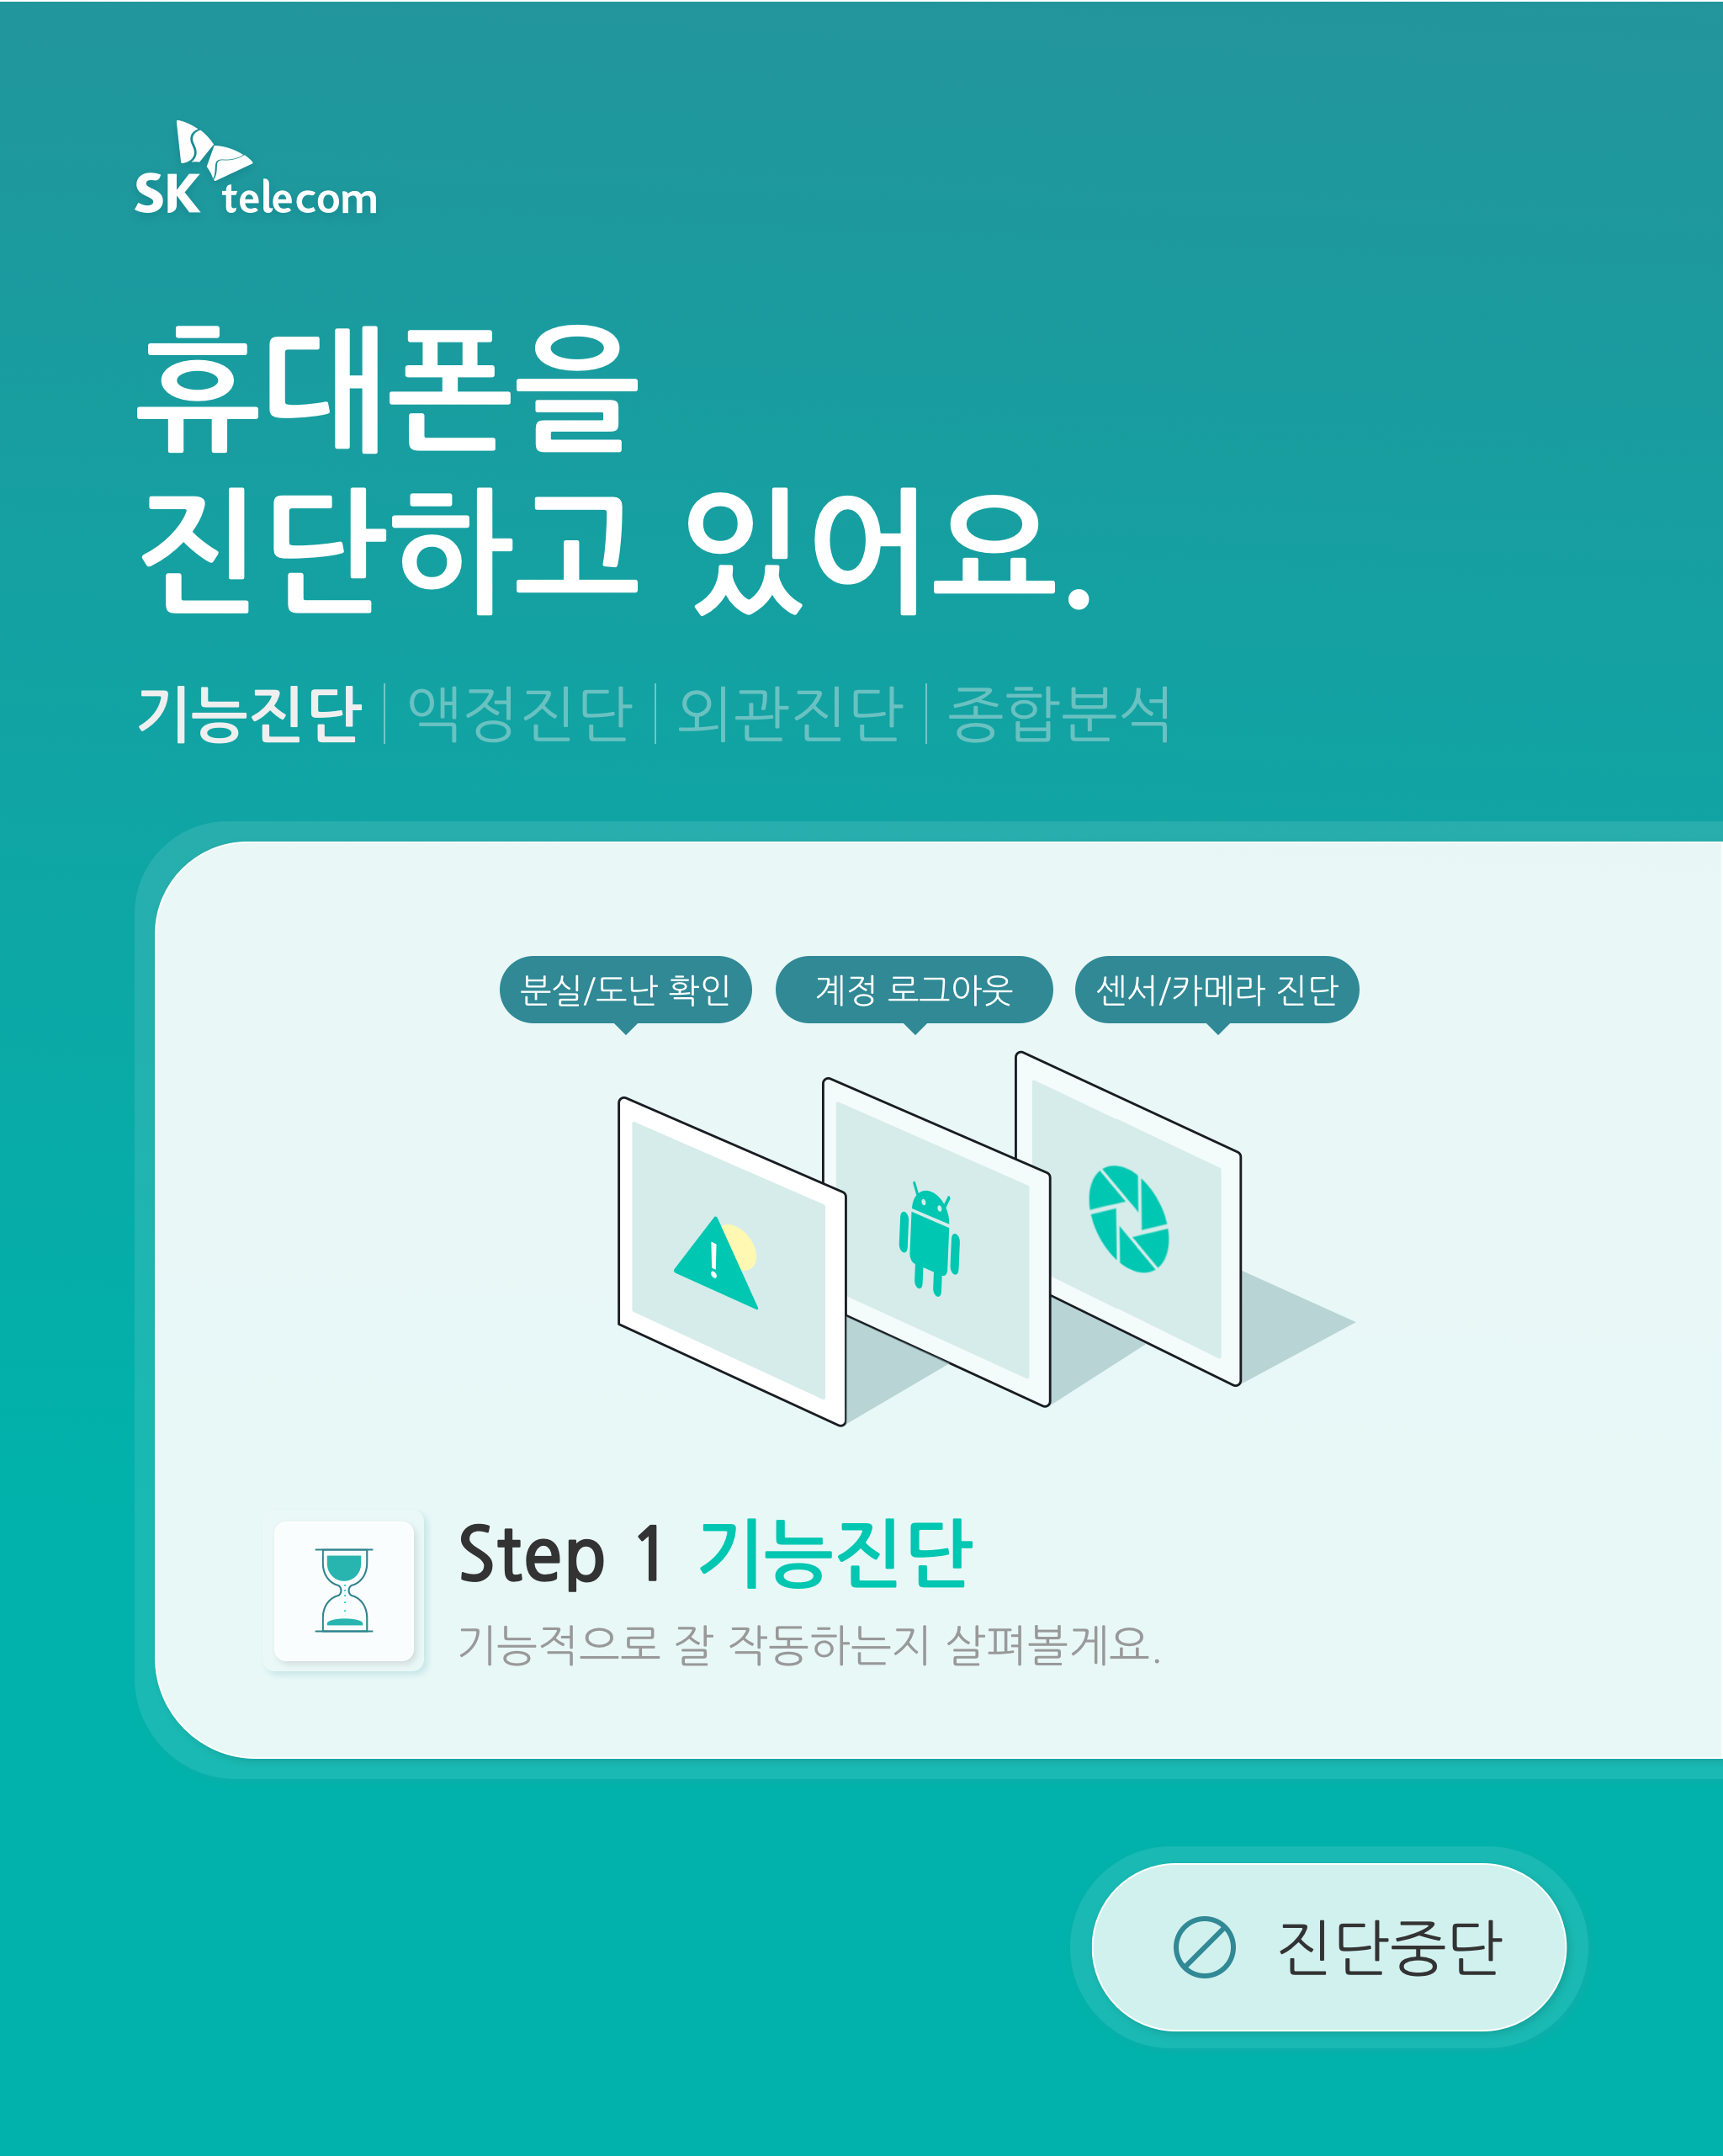 SK telecom
휴대폰을
진단하고 있어요.
기능진단 액정진단 외관진단 종합분석
분실/도난 확인 계정 로그아웃 센서/카메라 진단
!
Step 1 기능진단
기능적으로 잘 작동하는지 살펴볼게요.
진단중단